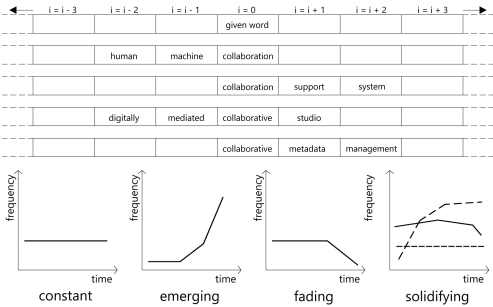 i = i - 3 i = i - 2 i = i - 1 i = 0 i = i + 1 i = i + 2 i = i + 3
given word
human machine collaboration
collaboration support system
digitally mediated collaborative studio
collaborative metadata management
frequency frequency frequency frequency
time time time time
constant emerging fading solidifying